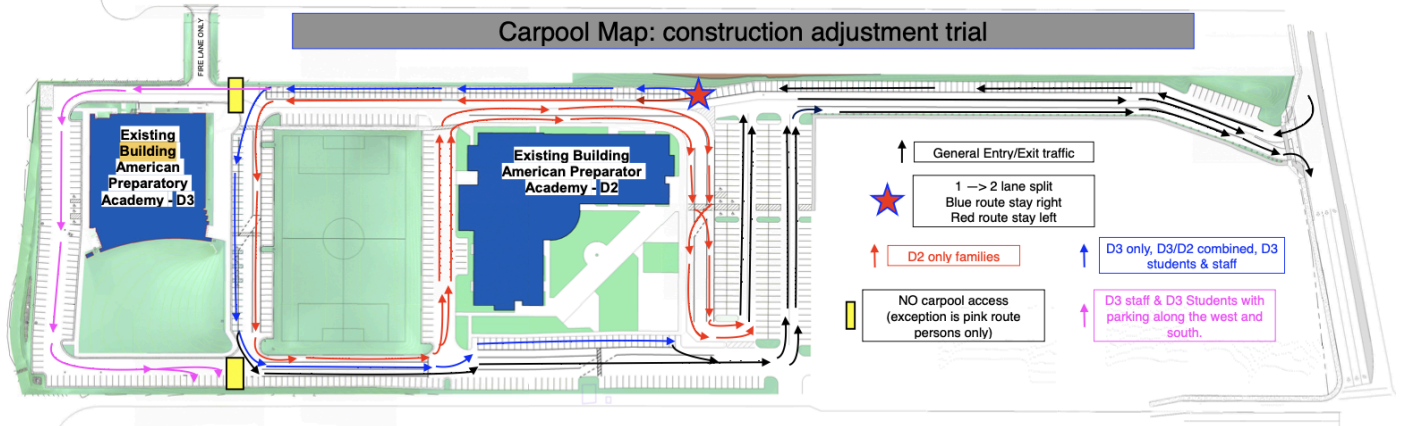 Carpool Map: construction adjustment trial
FIRE LANE ONLY
Existing
Building
American
Preparatory
Academy - D3
Existing Building
American Preparator
Academy - D2
General Entry/Exit traffic
1 —> 2 lane split
Blue route stay right
Red route stay left
D2 only families
D3 only, D3/D2 combined, D3
students & staff
NO carpool access
(exception is pink route
persons only)
D3 staff & D3 Students with
parking along the west and
south.